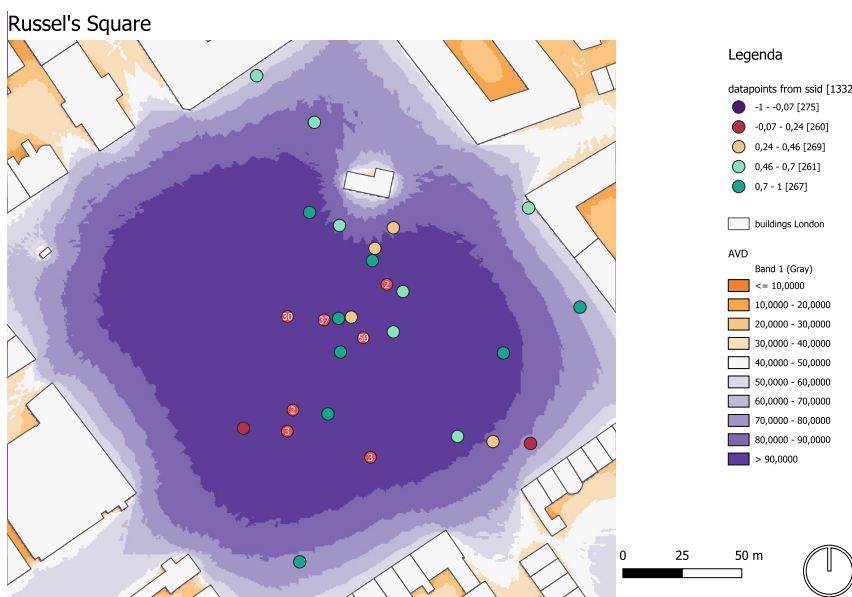 Russel's Square
2
30
37
50
2
3
3
Legenda
datapoints from ssid [1332
-1 - -0,07 [275]
-0,07 - 0,24 [260]
0,24 - 0,46 [269]
0,46 - 0,7 [261]
0,7 - 1 [267]
buildings London
AVD
Band 1 (Gray)
<= 10,0000
10,0000 - 20,0000
20,0000 - 30,0000
30,0000 - 40,0000
40,0000 - 50,0000
50,0000 - 60,0000
60,0000 - 70,0000
70,0000 - 80,0000
80,0000 - 90,0000
> 90,0000
0 25 50 m